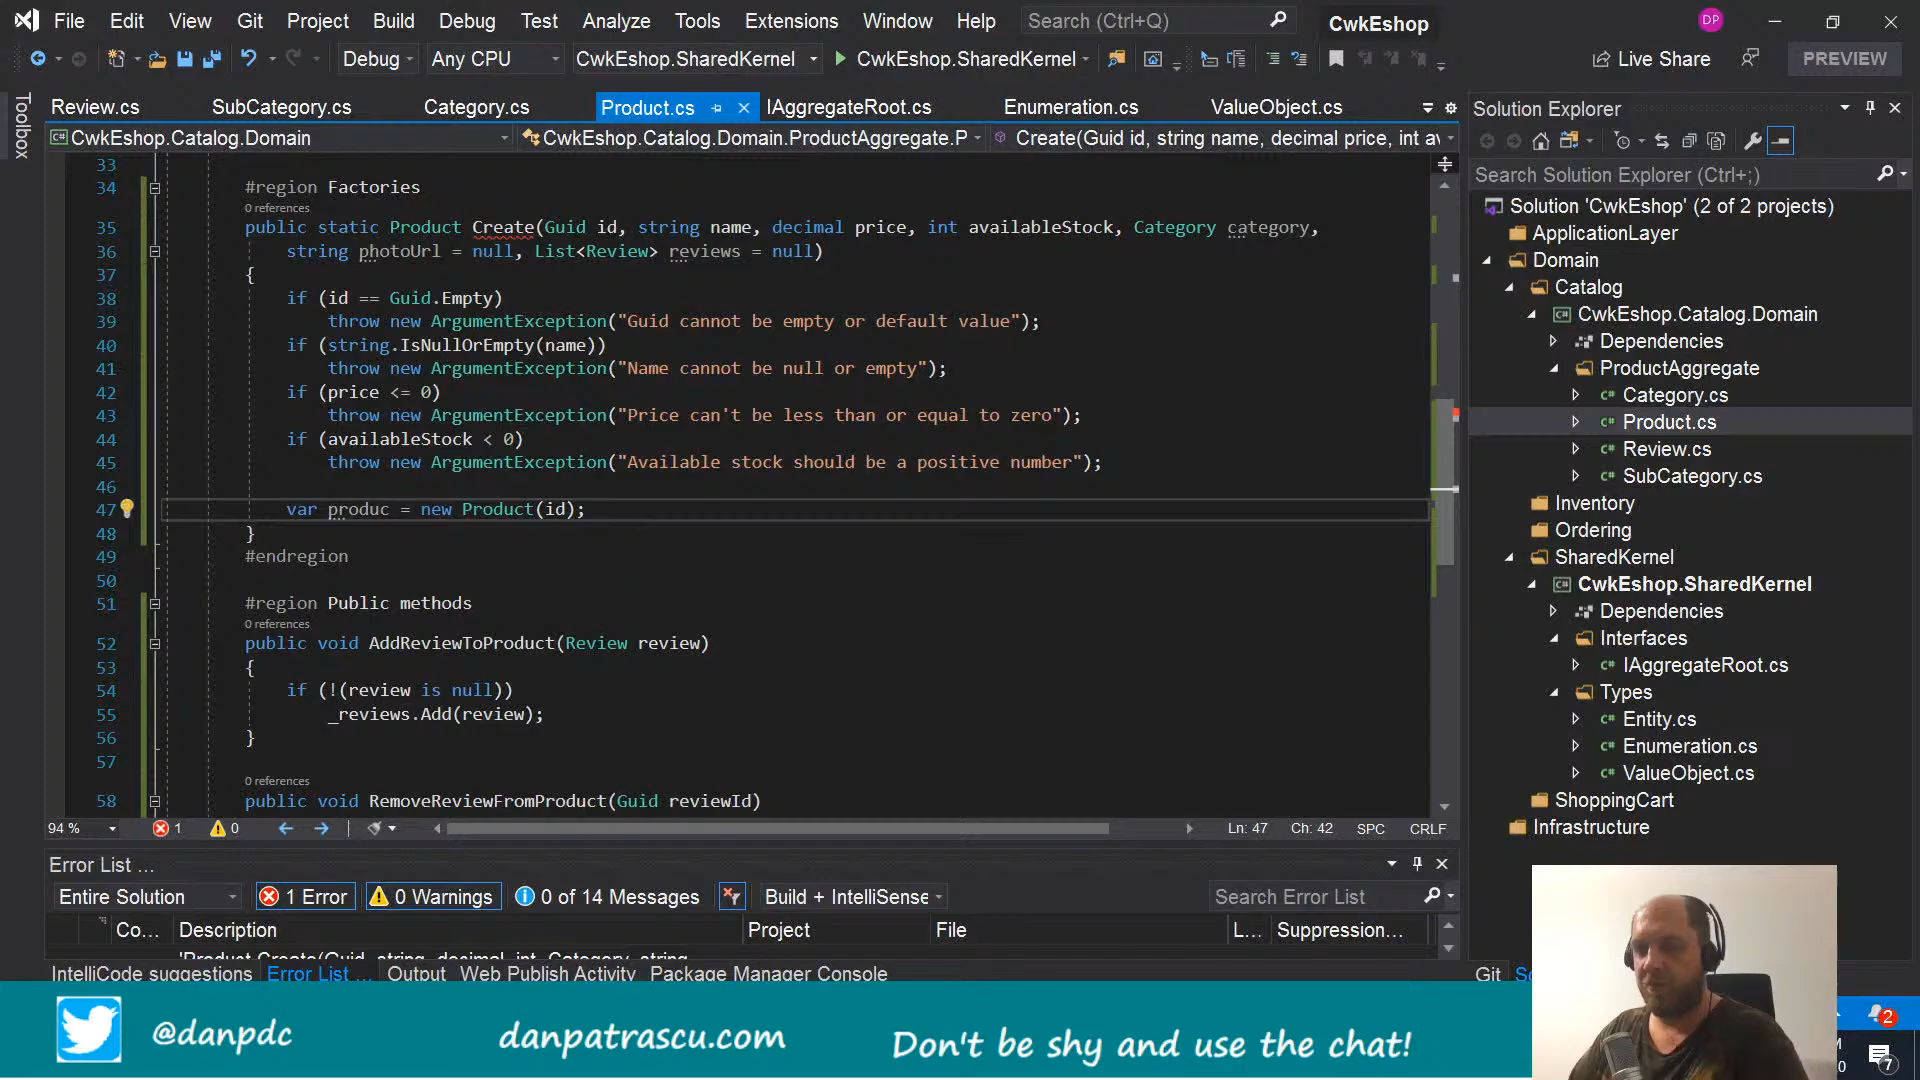 File Edit View Git Project Build Debug Test Analyze Tools Extensions Window Help Search (Ctrl+Q) CwkEshop DP
Debug Any CPU CwkEshop.SharedKernel CwkEshop.SharedKernel Live Share PREVIEW
Toolbox
Review.cs SubCategory.cs Category.cs Product.cs IAggregateRoot.cs Enumeration.cs ValueObject.cs
CwkEshop.Catalog.Domain CwkEshop.Catalog.Domain.ProductAggregate.P Create(Guid id, string name, decimal price, int av
33
34 #region Factories
0 references
35 public static Product Create(Guid id, string name, decimal price, int availableStock, Category category,
36 string photoUrl = null, List<Review> reviews = null)
37 {
38 if (id == Guid.Empty)
39 throw new ArgumentException("Guid cannot be empty or default value");
40 if (string.IsNullOrEmpty(name))
41 throw new ArgumentException("Name cannot be null or empty");
42 if (price <= 0)
43 throw new ArgumentException("Price can't be less than or equal to zero");
44 if (availableStock < 0)
45 throw new ArgumentException("Available stock should be a positive number");
46
47 var produc = new Product(id);
48 }
49 #endregion
50
51 #region Public methods
0 references
52 public void AddReviewToProduct(Review review)
53 {
54 if (!(review is null))
55 _reviews.Add(review);
56 }
57
0 references
58 public void RemoveReviewFromProduct(Guid reviewId)
94 % 1 0 Ln: 47 Ch: 42 SPC CRLF
Error List ...
Entire Solution 1 Error 0 Warnings 0 of 14 Messages Build + IntelliSense Search Error List
Co... Description Project File L... Suppression...
'Product.Create(Guid, string, decimal, int, Category, string,
IntelliCode suggestions Error List ... Output Web Publish Activity Package Manager Console
Solution Explorer
Search Solution Explorer (Ctrl+;)
Solution 'CwkEshop' (2 of 2 projects)
ApplicationLayer
Domain
Catalog
CwkEshop.Catalog.Domain
Dependencies
ProductAggregate
Category.cs
Product.cs
Review.cs
SubCategory.cs
Inventory
Ordering
SharedKernel
CwkEshop.SharedKernel
Dependencies
Interfaces
IAggregateRoot.cs
Types
Entity.cs
Enumeration.cs
ValueObject.cs
ShoppingCart
Infrastructure
Git
@danpdc danpatrascu.com Don't be shy and use the chat!
2
7